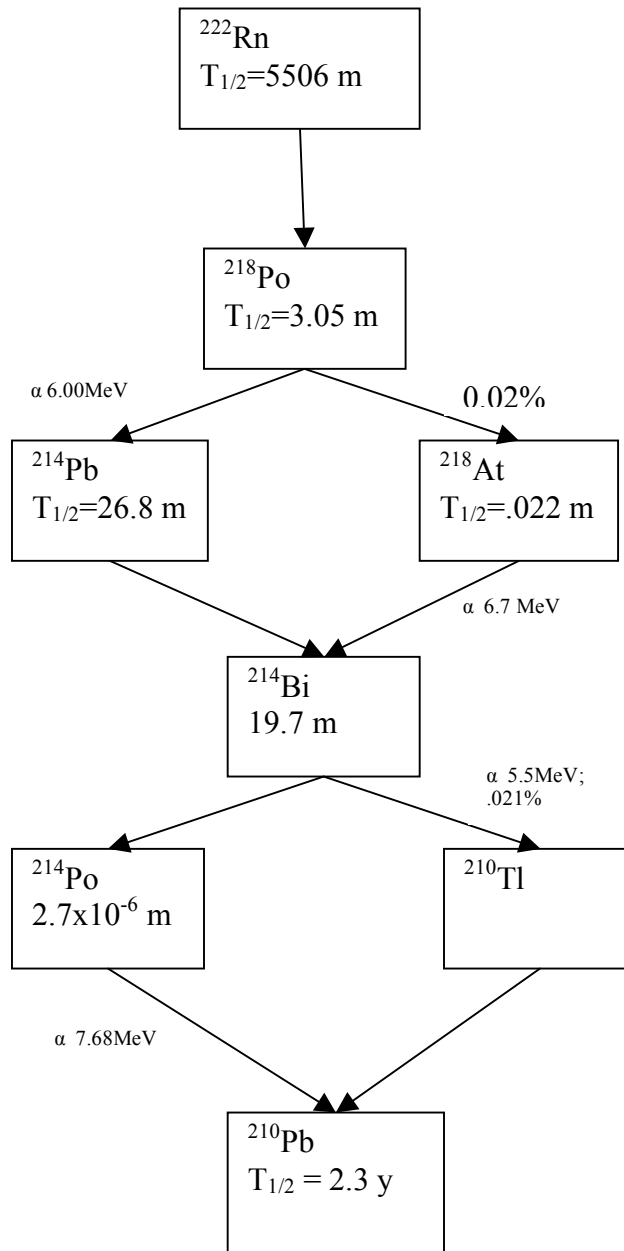 ²²²Rn
T₁/₂=5506 m
²¹⁸Po
T₁/₂=3.05 m
α 6.00MeV
0.02%
²¹⁴Pb
T₁/₂=26.8 m
²¹⁸At
T₁/₂=.022 m
α 6.7 MeV
²¹⁴Bi
19.7 m
α 5.5MeV;
.021%
²¹⁴Po
2.7x10⁻⁶ m
²¹⁰Tl
α 7.68MeV
²¹⁰Pb
T₁/₂ = 2.3 y